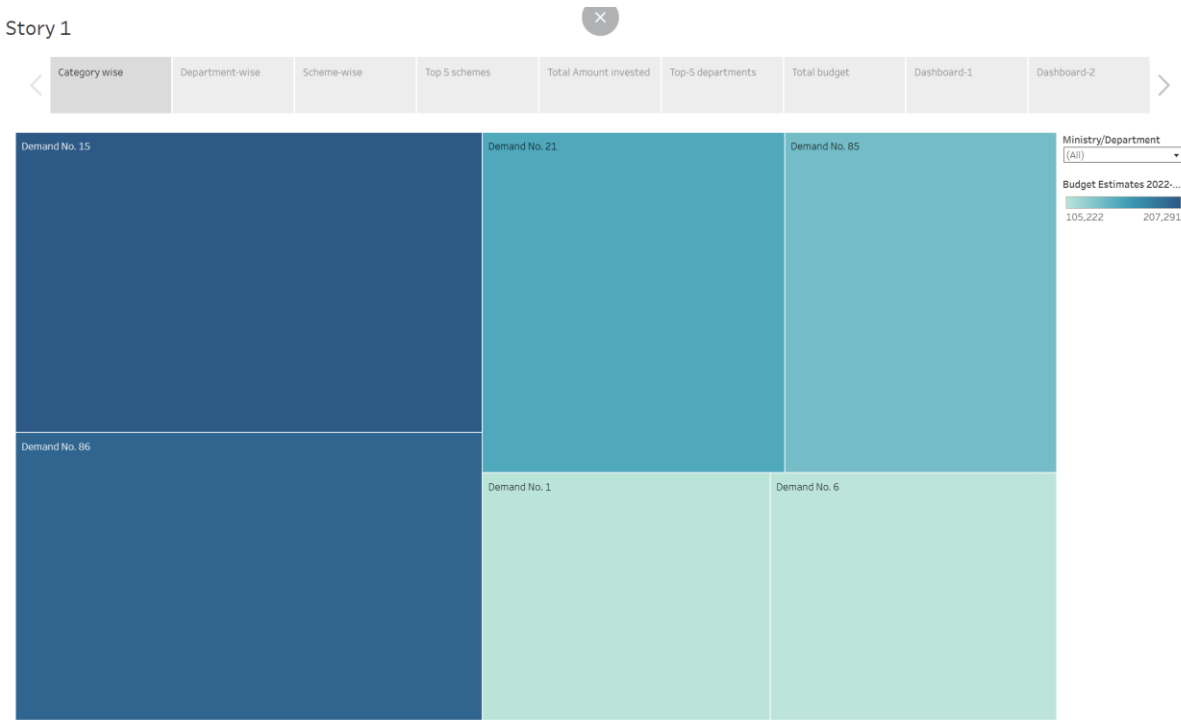 Story 1
Category wise
Department-wise
Scheme-wise
Top 5 schemes
Total Amount invested
Top-5 departments
Total budget
Dashboard-1
Dashboard-2
Demand No. 15
Demand No. 21
Demand No. 85
Ministry/Department
(All)
Budget Estimates 2022-...
105,222 207,291
Demand No. 86
Demand No. 1
Demand No. 6